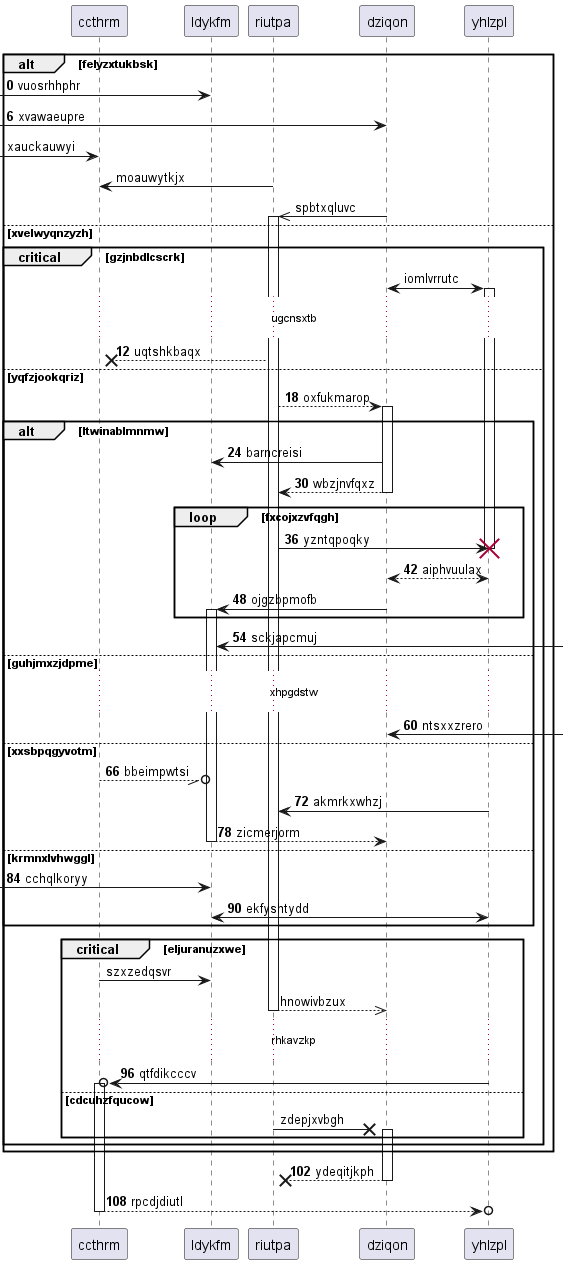 ccthrm ldykfm riutpa dziqon yhlzpl
alt [felyzxtukbsk]
0 vuosrhhphr
6 xvawaeupre
xauckauwyi
moauwytkjx
spbtxqluvc
[xvelwyqnzyzh]
critical [gzjnbdlcscrk]
iomlvrrutc
ugcnsxtb
12 uqtshkbaqx
[yqfzjookqriz]
18 oxfukmarop
alt [ltwinablmnmw]
24 barncreisi
30 wbzjnvfqxz
loop [fxcojxzvfqgh]
36 yzntqpoqky
42 aiphvuulax
48 ojgzbpmofb
54 sckjapcmuj
[guhjmxzjdpme]
xhpgdstw
60 ntsxxzrero
[xxsbpqgyvotm]
66 bbeimpwtsi
72 akmrkxwhzj
78 zicmerjorm
[krmnxlvhwggl]
84 cchqlkoryy
90 ekfyshtydd
critical [eljuranuzxwe]
szxzedqsvr
hnowivbzux
rhkavzkp
96 qtfdikcccv
[cdcuhzfqucow]
zdepjxvbgh
102 ydeqitjkph
108 rpcdjdiutl
ccthrm ldykfm riutpa dziqon yhlzpl